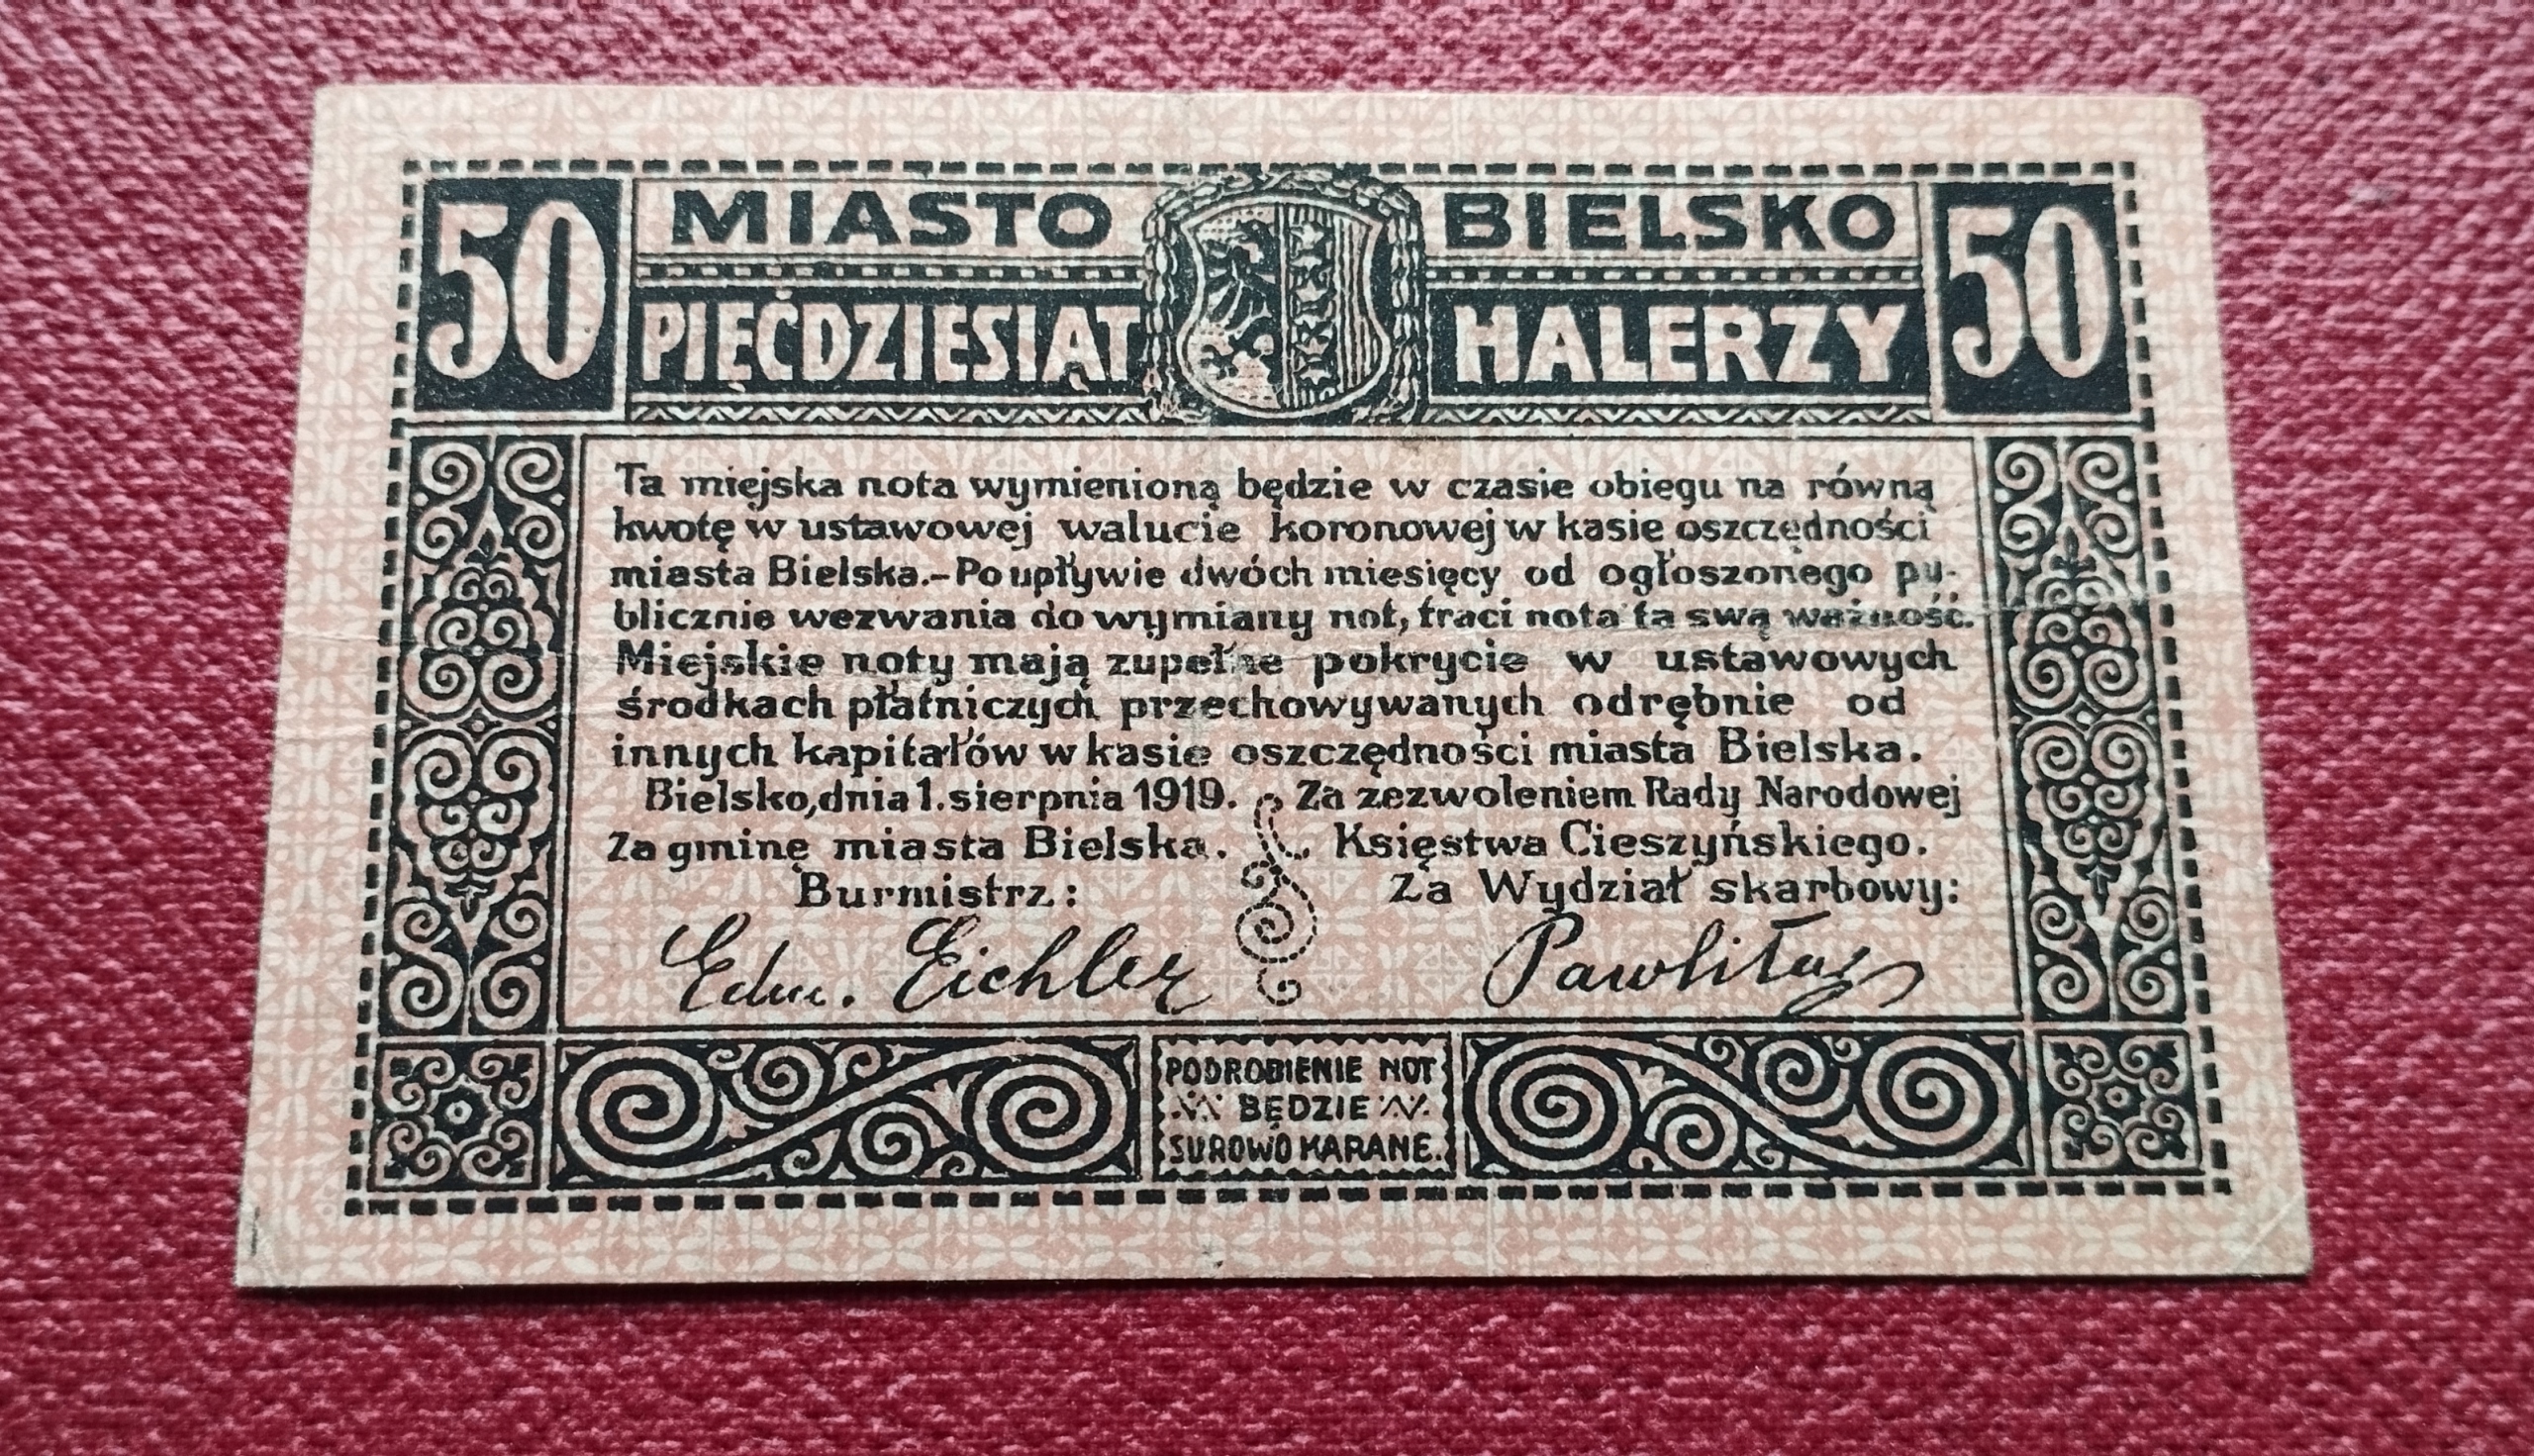 50 MIASTO BIELSKO 50
PIĘĆDZIESIĄT HALERZY
Ta miejska nota wymienioną będzie w czasie obiegu na równą
kwotę w ustawowej walucie koronowej w kasie oszczędności
miasta Bielska.-Po upływie dwóch miesięcy od ogłoszonego pu-
blicznie wezwania do wymiany not, traci nota ta swą ważność.
Miejskie noty mają zupełne pokrycie w ustawowych
środkach płatniczych przechowywanych odrębnie od
innych kapitałów w kasie oszczędności miasta Bielska.
Bielsko, dnia 1. sierpnia 1919.
Za gminę miasta Bielska.
Burmistrz:
Edm. Eichler
Za zezwoleniem Rady Narodowej
Księstwa Cieszyńskiego.
Za Wydział skarbowy:
PODROBIENIE NOT
BĘDZIE
SUROWO KARANE.